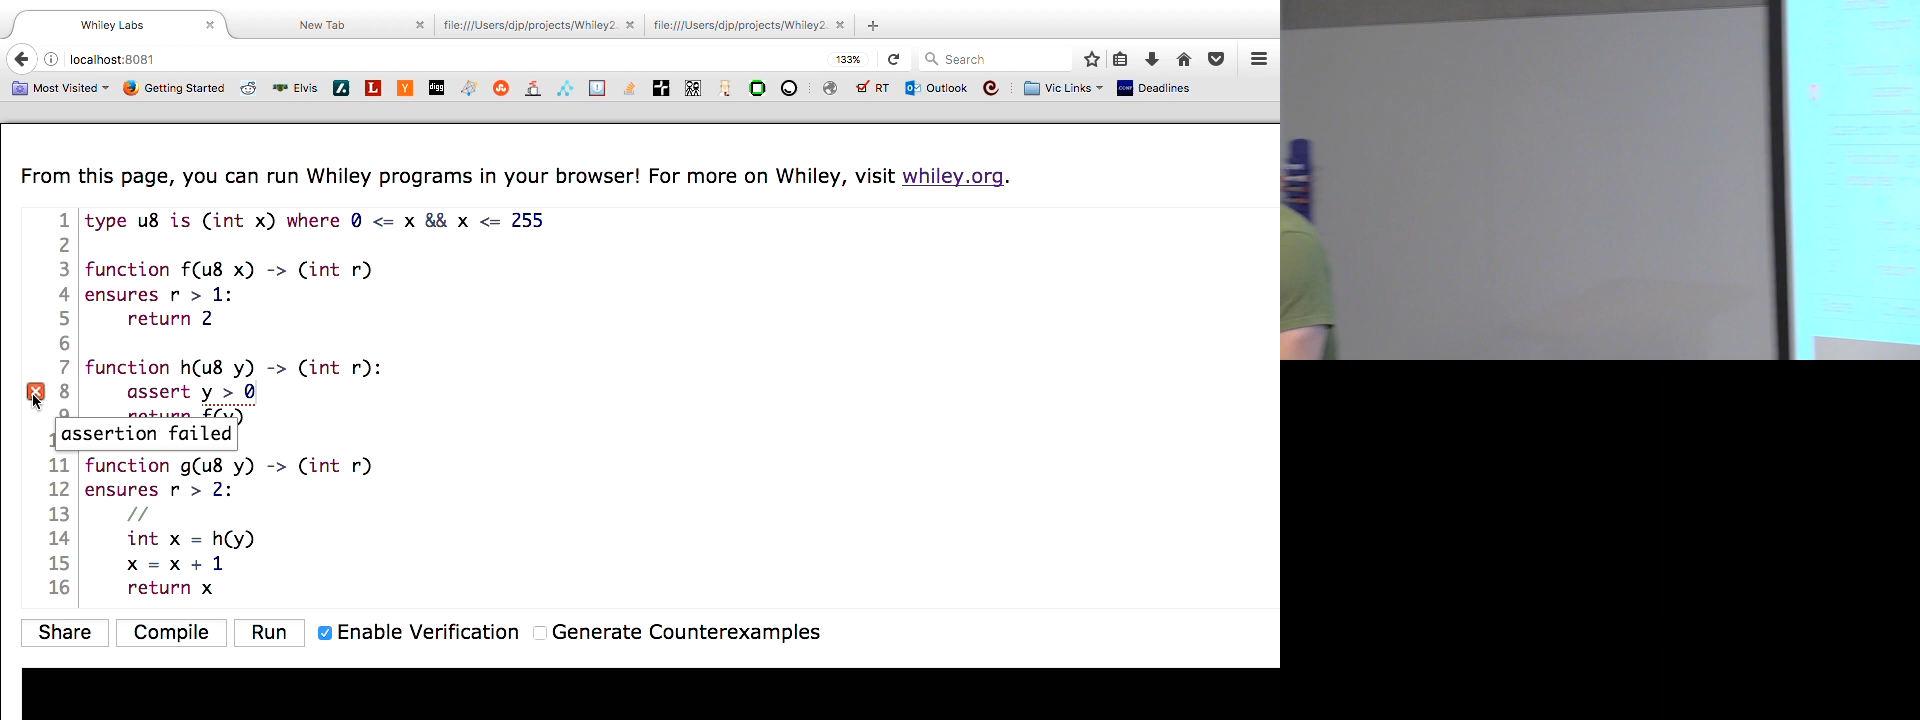 Whiley Labs
New Tab
file:///Users/djp/projects/Whiley2
file:///Users/djp/projects/Whiley2
localhost:8081
133%
Search
Most Visited
Getting Started
Elvis
digg
RT
Outlook
Vic Links
Deadlines
From this page, you can run Whiley programs in your browser! For more on Whiley, visit whiley.org.
1 type u8 is (int x) where 0 <= x && x <= 255
2
3 function f(u8 x) -> (int r)
4 ensures r > 1:
5 return 2
6
7 function h(u8 y) -> (int r):
8 assert y > 0
9 return f(y)
assertion failed
11 function g(u8 y) -> (int r)
12 ensures r > 2:
13 //
14 int x = h(y)
15 x = x + 1
16 return x
Share Compile Run Enable Verification Generate Counterexamples